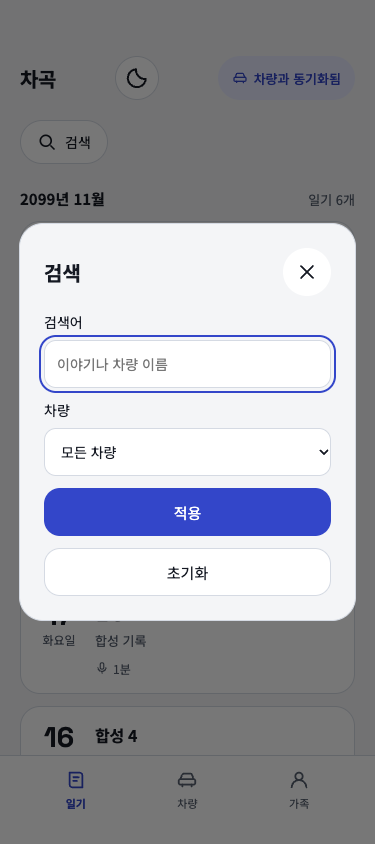 차곡
차량과 동기화됨
검색
2099년 11월
일기 6개
검색
검색어
이야기나 차량 이름
차량
모든 차량
적용
초기화
화요일
합성 기록
1분
16
합성 4
일기
차량
가족